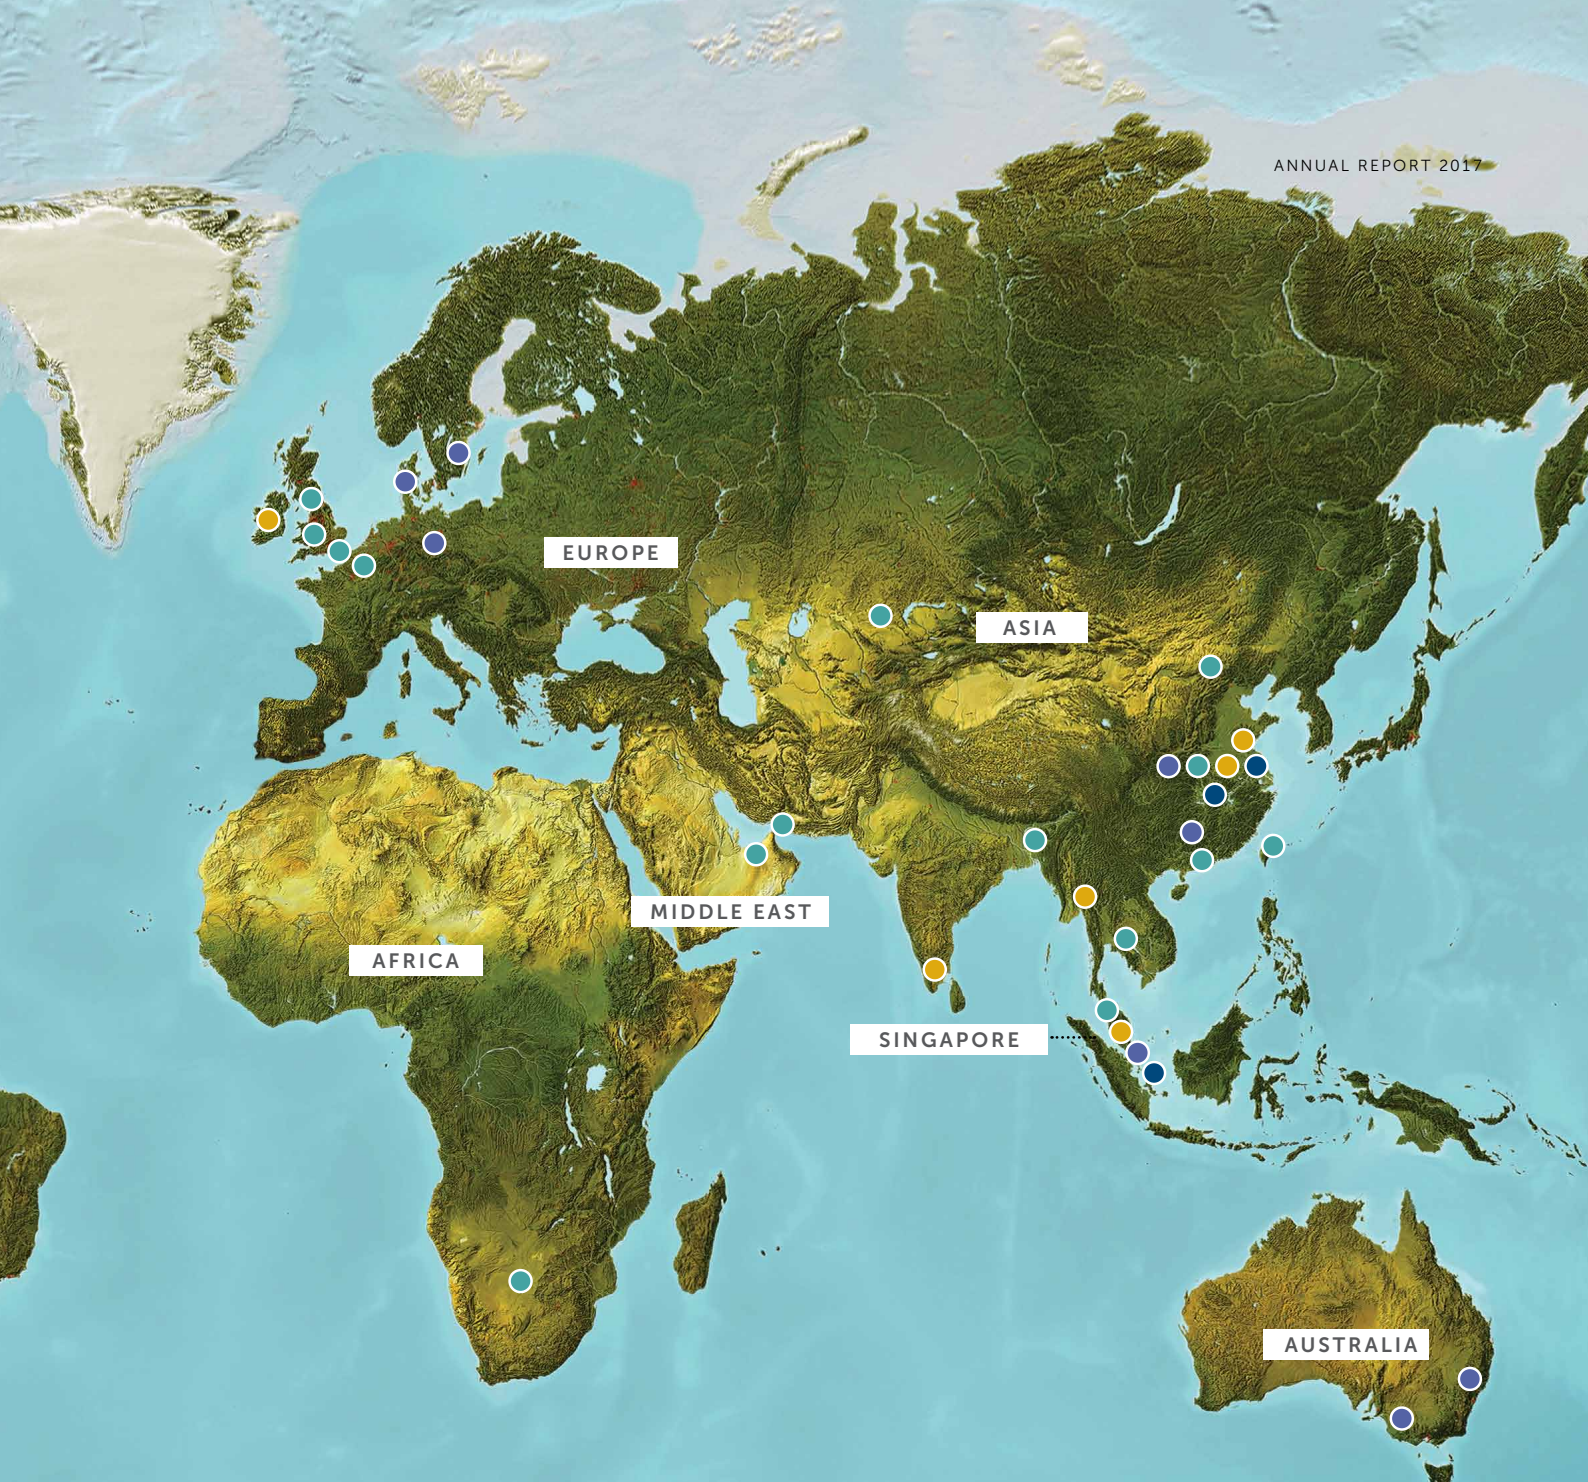 ANNUAL REPORT 2017
EUROPE
ASIA
MIDDLE EAST
AFRICA
SINGAPORE
AUSTRALIA